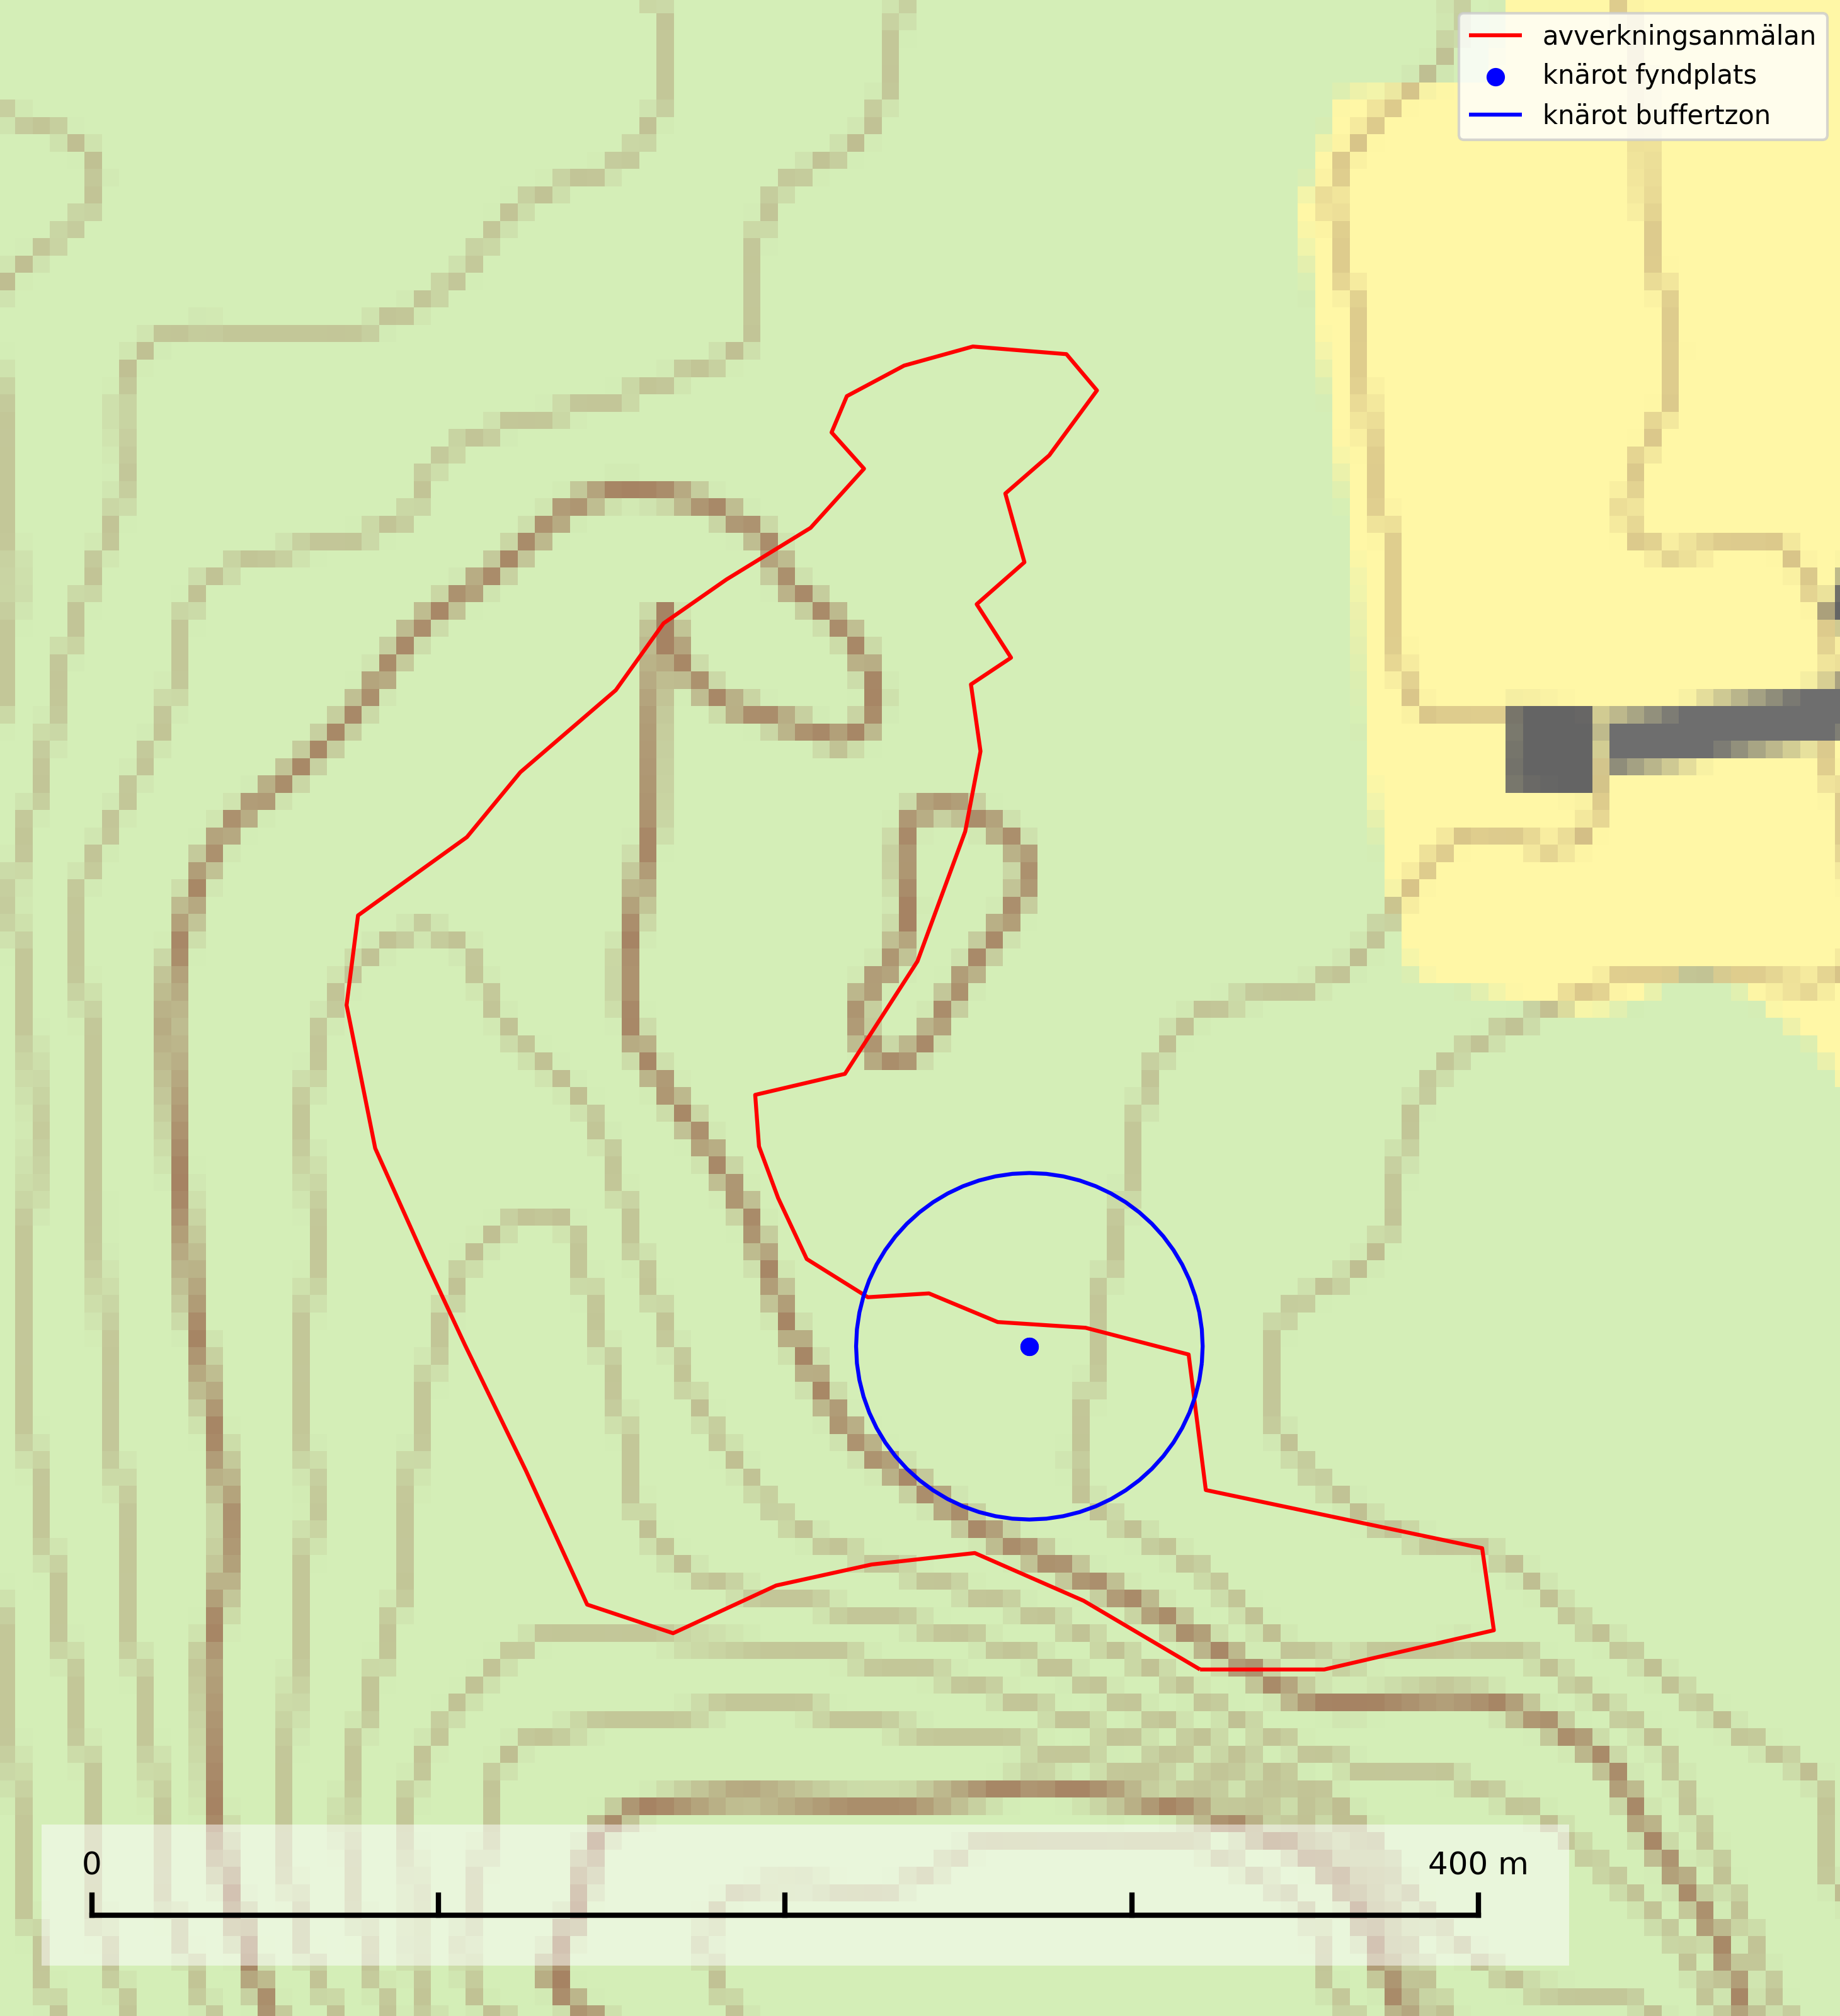 avverkningsanmälan
knärot fyndplats
knärot buffertzon
0
400 m